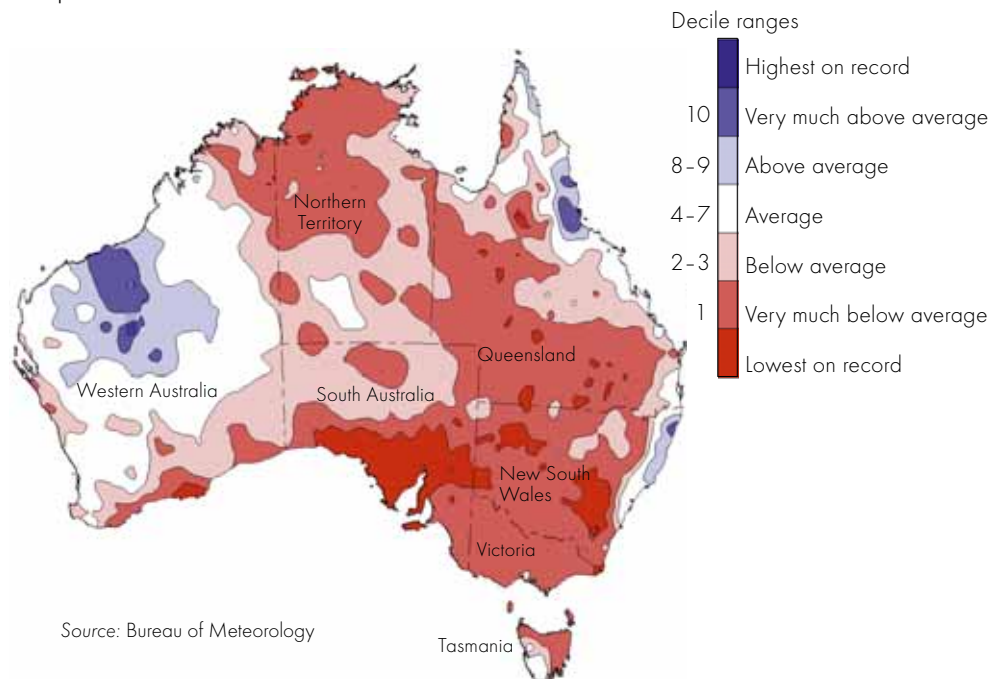 Decile ranges
Highest on record
10 Very much above average
8-9 Above average
4-7 Average
2-3 Below average
1 Very much below average
Lowest on record
Northern
Territory
Queensland
Western Australia
South Australia
New South
Wales
Victoria
Tasmania
Source: Bureau of Meteorology